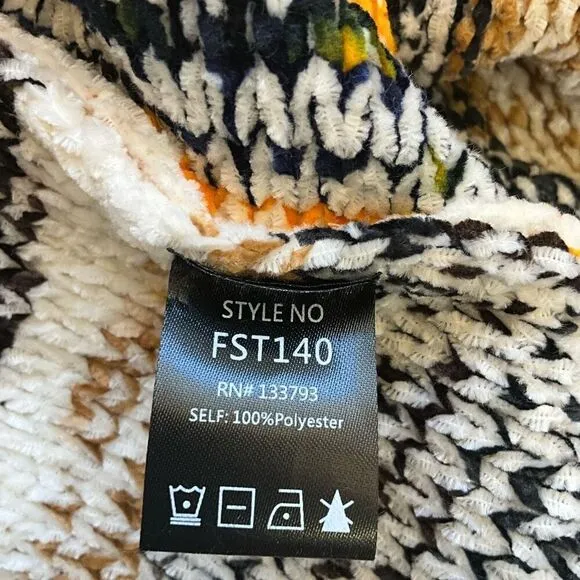 STYLE NO
FST140
RN# 133793
SELF: 100%Polyester